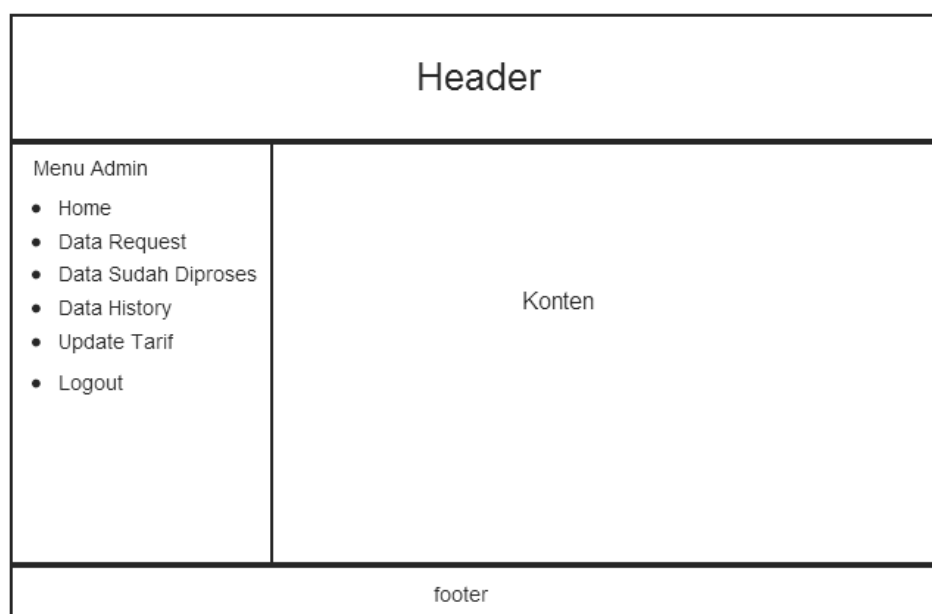 Header
Menu Admin
Home
Data Request
Data Sudah Diproses
Data History
Update Tarif
Logout
Konten
footer